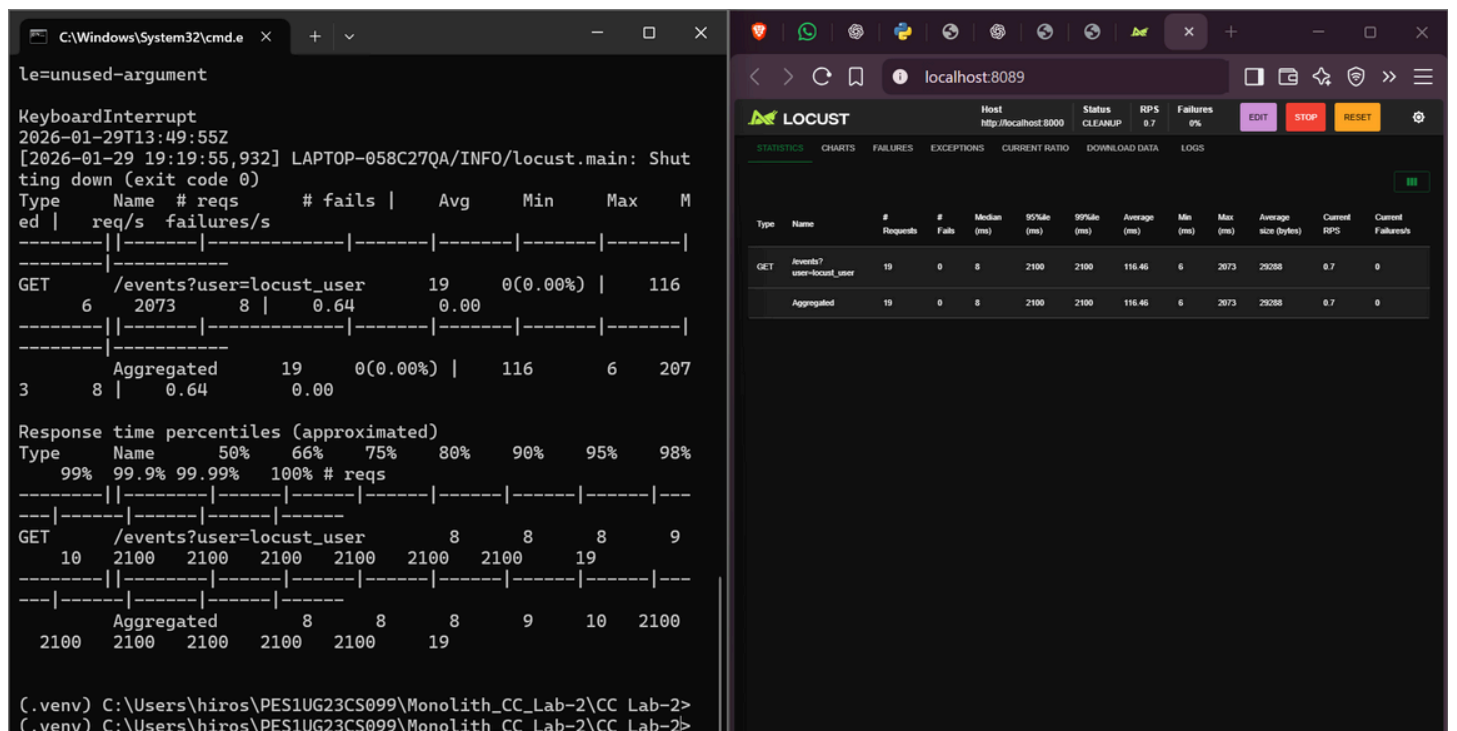 C:\Windows\System32\cmd.e
le=unused-argument
KeyboardInterrupt
2026-01-29T13:49:55Z
[2026-01-29 19:19:55,932] LAPTOP-058C27QA/INFO/locust.main: Shut
ting down (exit code 0)
Type     Name  # reqs      # fails |    Avg     Min     Max    M
ed |   req/s  failures/s
--------||-------|-------------|-------|-------|-------|-------|
--------|-----------
GET      /events?user=locust_user      19     0(0.00%) |    116
      6    2073      8 |    0.64        0.00
--------||-------|-------------|-------|-------|-------|-------|
--------|-----------
         Aggregated      19     0(0.00%) |    116       6    207
3      8 |    0.64        0.00
Response time percentiles (approximated)
Type     Name      50%    66%    75%    80%    90%    95%    98%
    99%  99.9% 99.99%   100% # reqs
--------||--------|------|------|------|------|------|------|---
---|------|------|------|------
GET      /events?user=locust_user        8      8      8      9
    10   2100   2100   2100   2100   2100   2100     19
--------||--------|------|------|------|------|------|------|---
---|------|------|------|------
         Aggregated        8      8      8      9     10   2100
  2100   2100   2100   2100   2100     19
(.venv) C:\Users\hiros\PES1UG23CS099\Monolith_CC_Lab-2\CC Lab-2>
(.venv) C:\Users\hiros\PES1UG23CS099\Monolith_CC_Lab-2\CC Lab-2>
localhost:8089
LOCUST
Host Status RPS Failures
http://localhost:8000 CLEANUP 0.7 0%
EDIT STOP RESET
STATISTICS CHARTS FAILURES EXCEPTIONS CURRENT RATIO DOWNLOAD DATA LOGS
Type Name # Requests # Fails Median (ms) 95%ile (ms) 99%ile (ms) Average (ms) Min (ms) Max (ms) Average size (bytes) Current RPS Current Failures/s
GET /events?user=locust_user 19 0 8 2100 2100 116.46 6 2073 29288 0.7 0
Aggregated 19 0 8 2100 2100 116.46 6 2073 29288 0.7 0